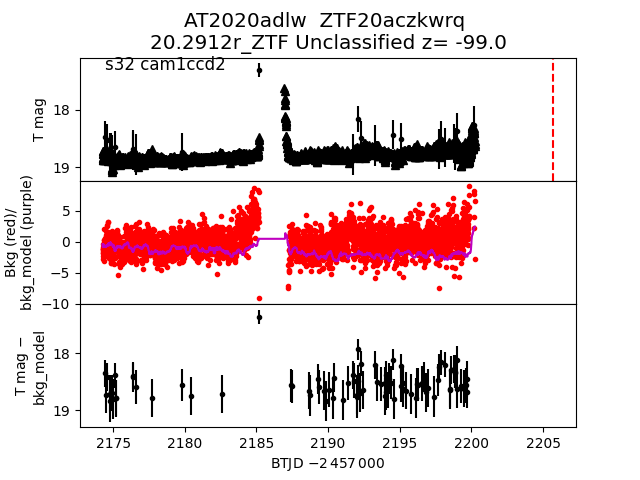 AT2020adlw  ZTF20aczkwrq
20.2912r_ZTF Unclassified z= -99.0
s32 cam1ccd2
T mag
18
19
Bkg (red)/
bkg_model (purple)
5
0
−5
−10
T mag −
bkg_model
18
19
2175
2180
2185
2190
2195
2200
2205
BTJD −2 457 000